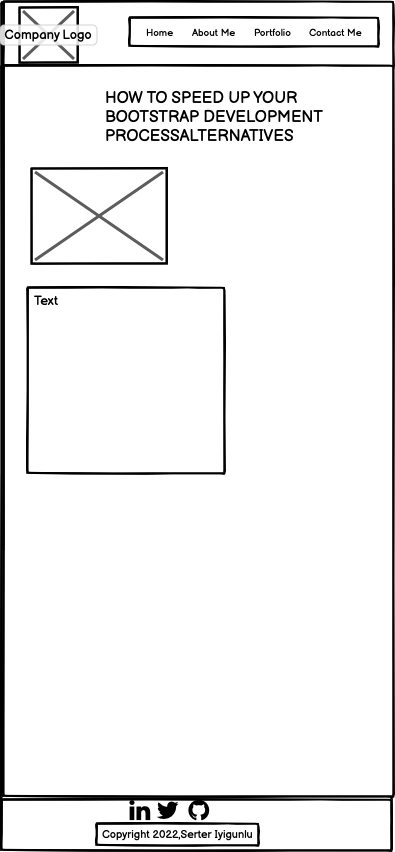 Company Logo
Home About Me Portfolio Contact Me
HOW TO SPEED UP YOUR
BOOTSTRAP DEVELOPMENT
PROCESSALTERNATIVES
Text
in
Copyright 2022,Serter Iyigunlu